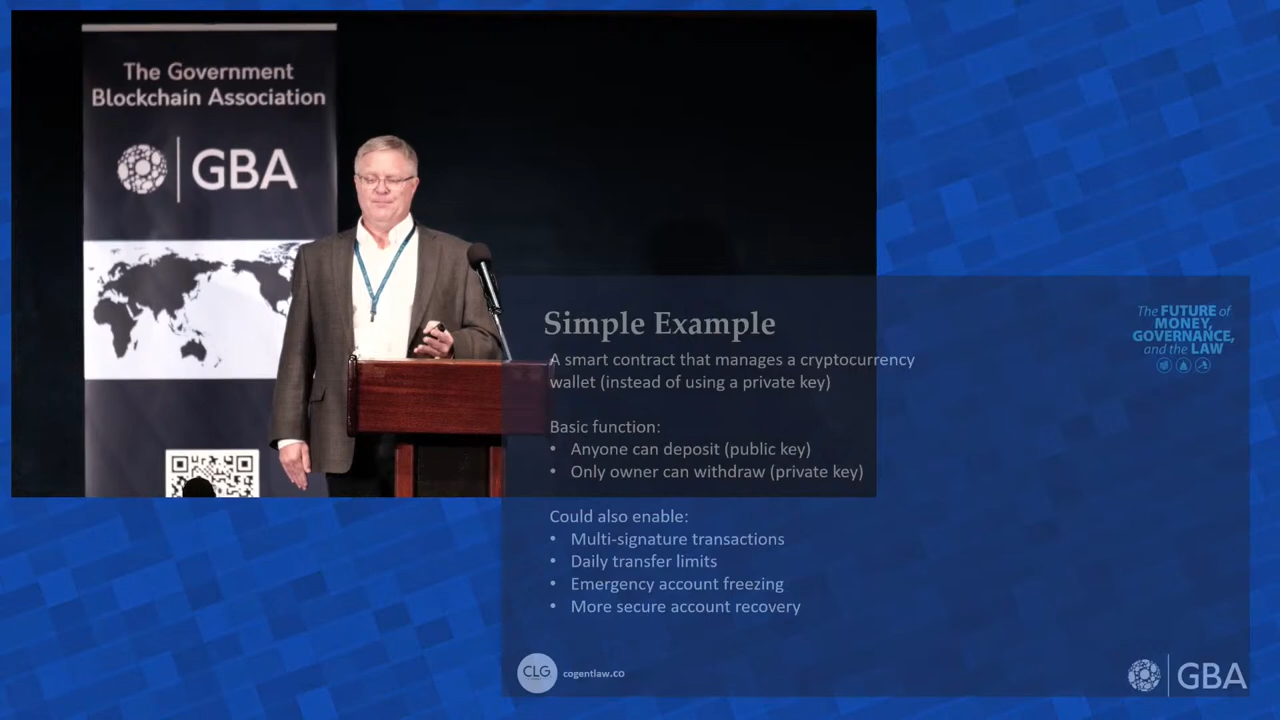 The Government
Blockchain Association
GBA
Simple Example
A smart contract that manages a cryptocurrency
wallet (instead of using a private key)
Basic function:
• Anyone can deposit (public key)
• Only owner can withdraw (private key)
Could also enable:
• Multi-signature transactions
• Daily transfer limits
• Emergency account freezing
• More secure account recovery
The FUTURE of
MONEY,
GOVERNANCE,
and the LAW
CLG
cogentlaw.co
GBA